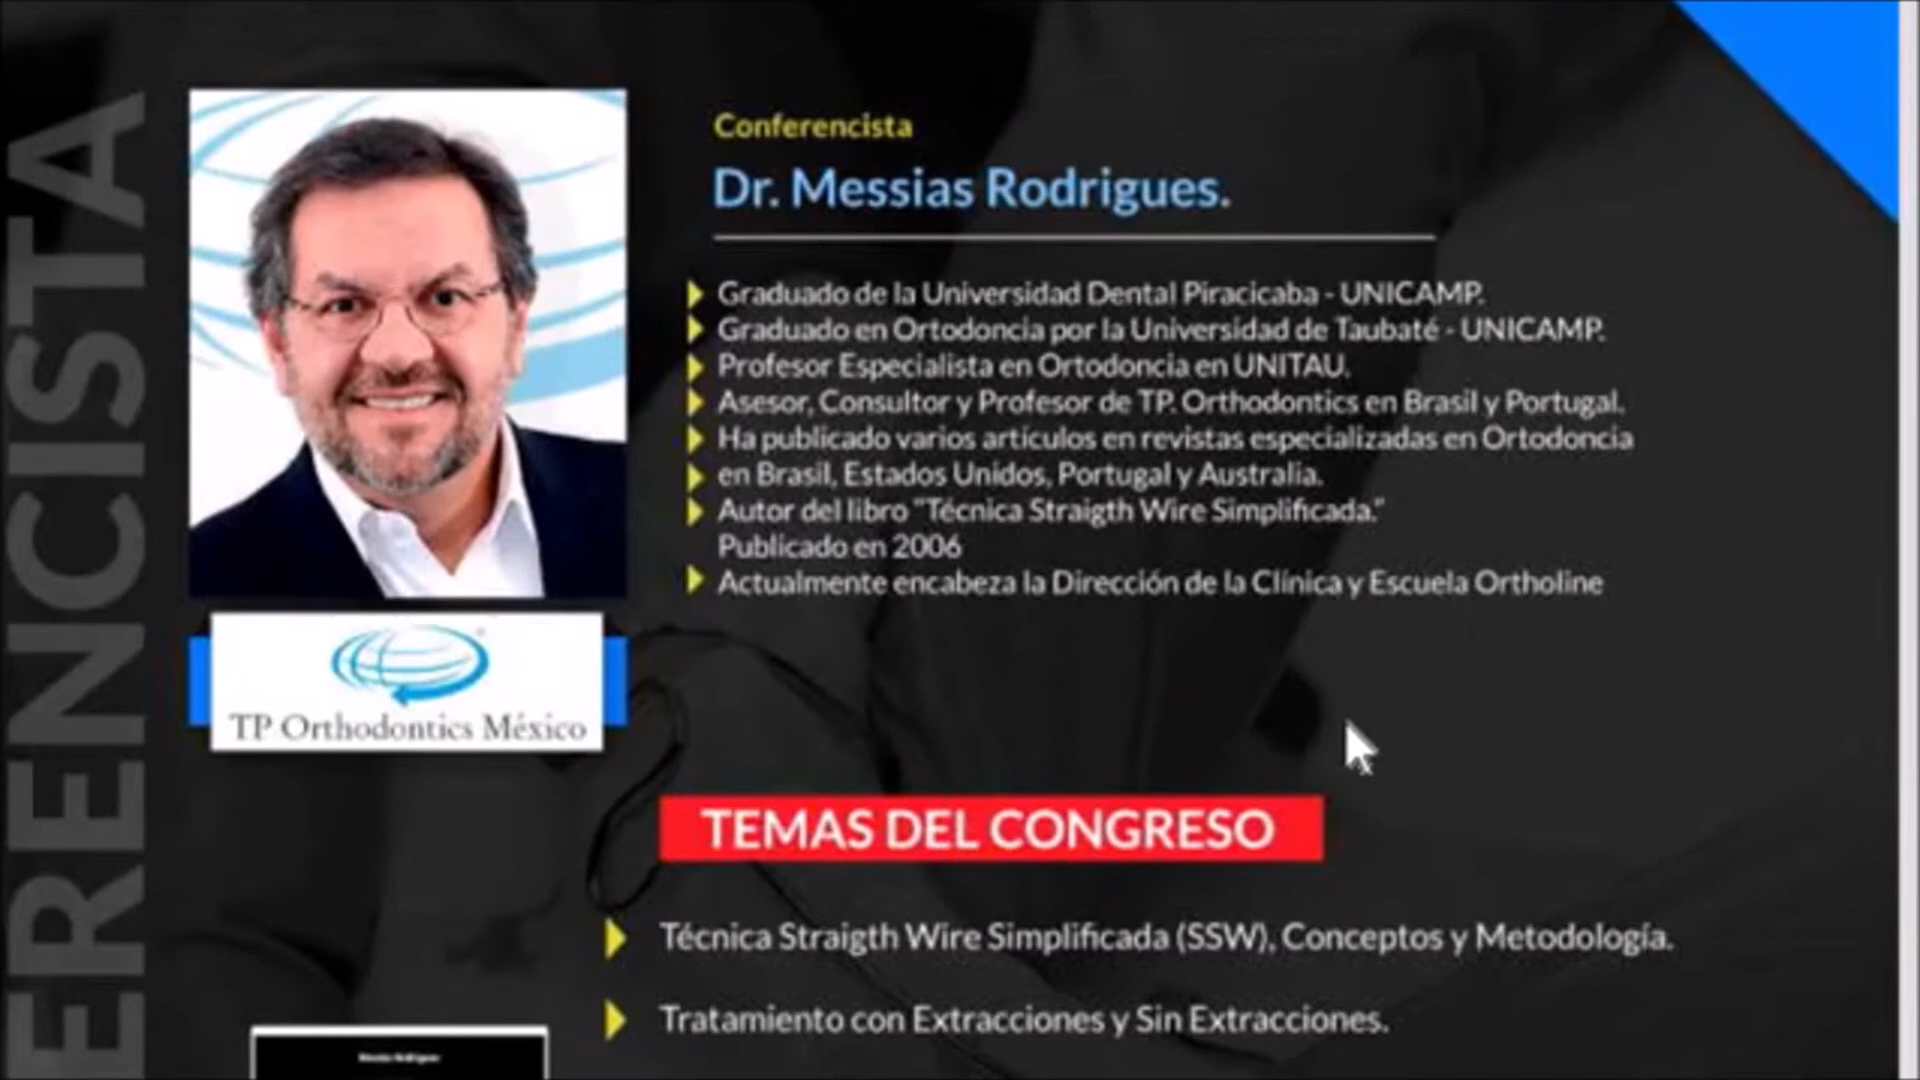 ERENCISTA
Conferencista
Dr. Messias Rodrigues.
Graduado de la Universidad Dental Piracicaba - UNICAMP.
Graduado en Ortodoncia por la Universidad de Taubaté - UNICAMP.
Profesor Especialista en Ortodoncia en UNITAU.
Asesor, Consultor y Profesor de TP. Orthodontics en Brasil y Portugal.
Ha publicado varios artículos en revistas especializadas en Ortodoncia
en Brasil, Estados Unidos, Portugal y Australia.
Autor del libro "Técnica Straigth Wire Simplificada."
Publicado en 2006
Actualmente encabeza la Dirección de la Clínica y Escuela Ortholine
TP Orthodontics México
TEMAS DEL CONGRESO
Técnica Straigth Wire Simplificada (SSW), Conceptos y Metodología.
Tratamiento con Extracciones y Sin Extracciones.